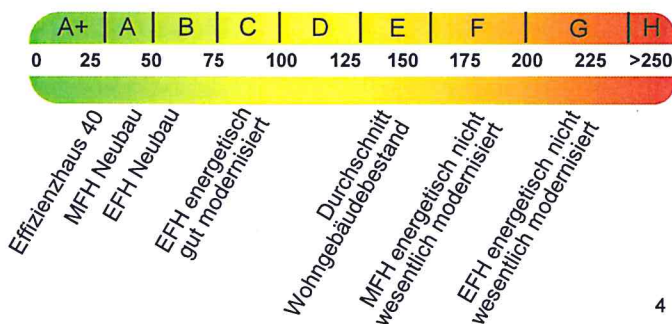 A+ A B C D E F G H
0 25 50 75 100 125 150 175 200 225 >250
Effizienzhaus 40
MFH Neubau
EFH Neubau
EFH energetisch
gut modernisiert
Durchschnitt
Wohngebäudebestand
MFH energetisch nicht
wesentlich modernisiert
EFH energetisch nicht
wesentlich modernisiert
4